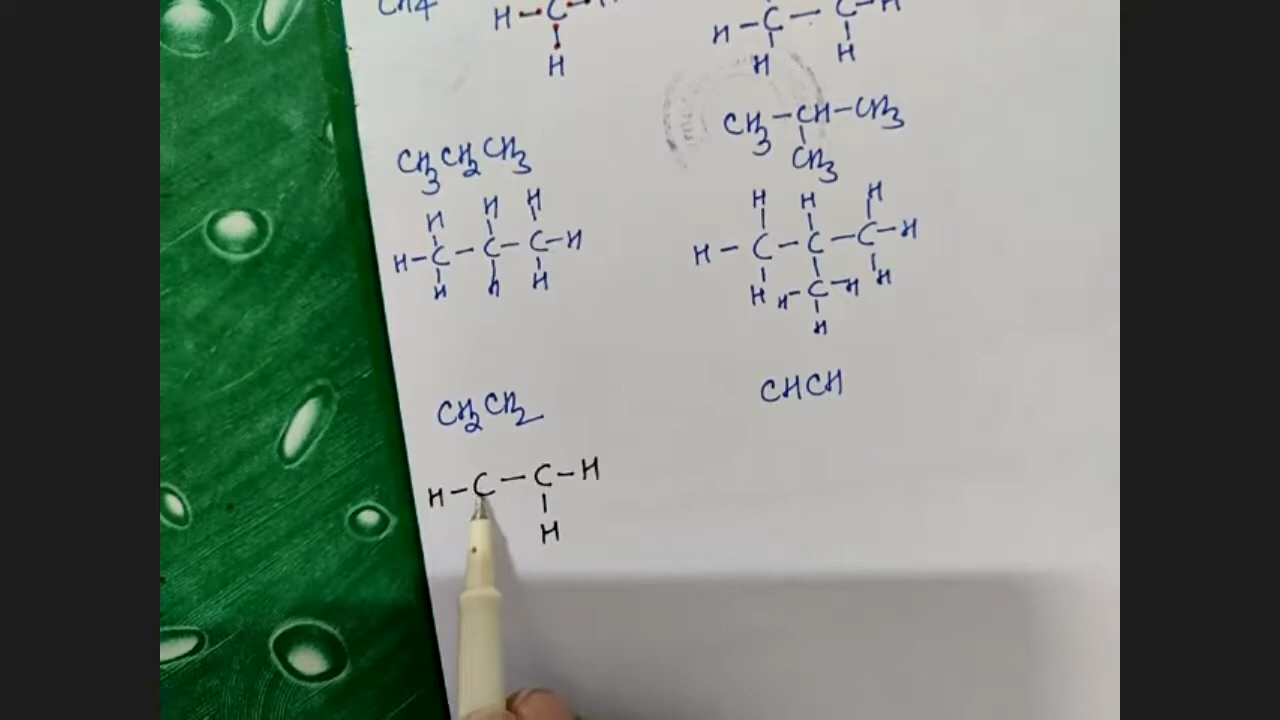 CH4
H-C-H
H
H-C-C-H
H H
CH3CH2CH3
H H H
H-C-C-C-H
H H H
CH3-CH-CH3
CH3
H H H
H-C-C-C-H
H H
H-C-H
H
CH2CH2
H-C-C-H
H
CHCH